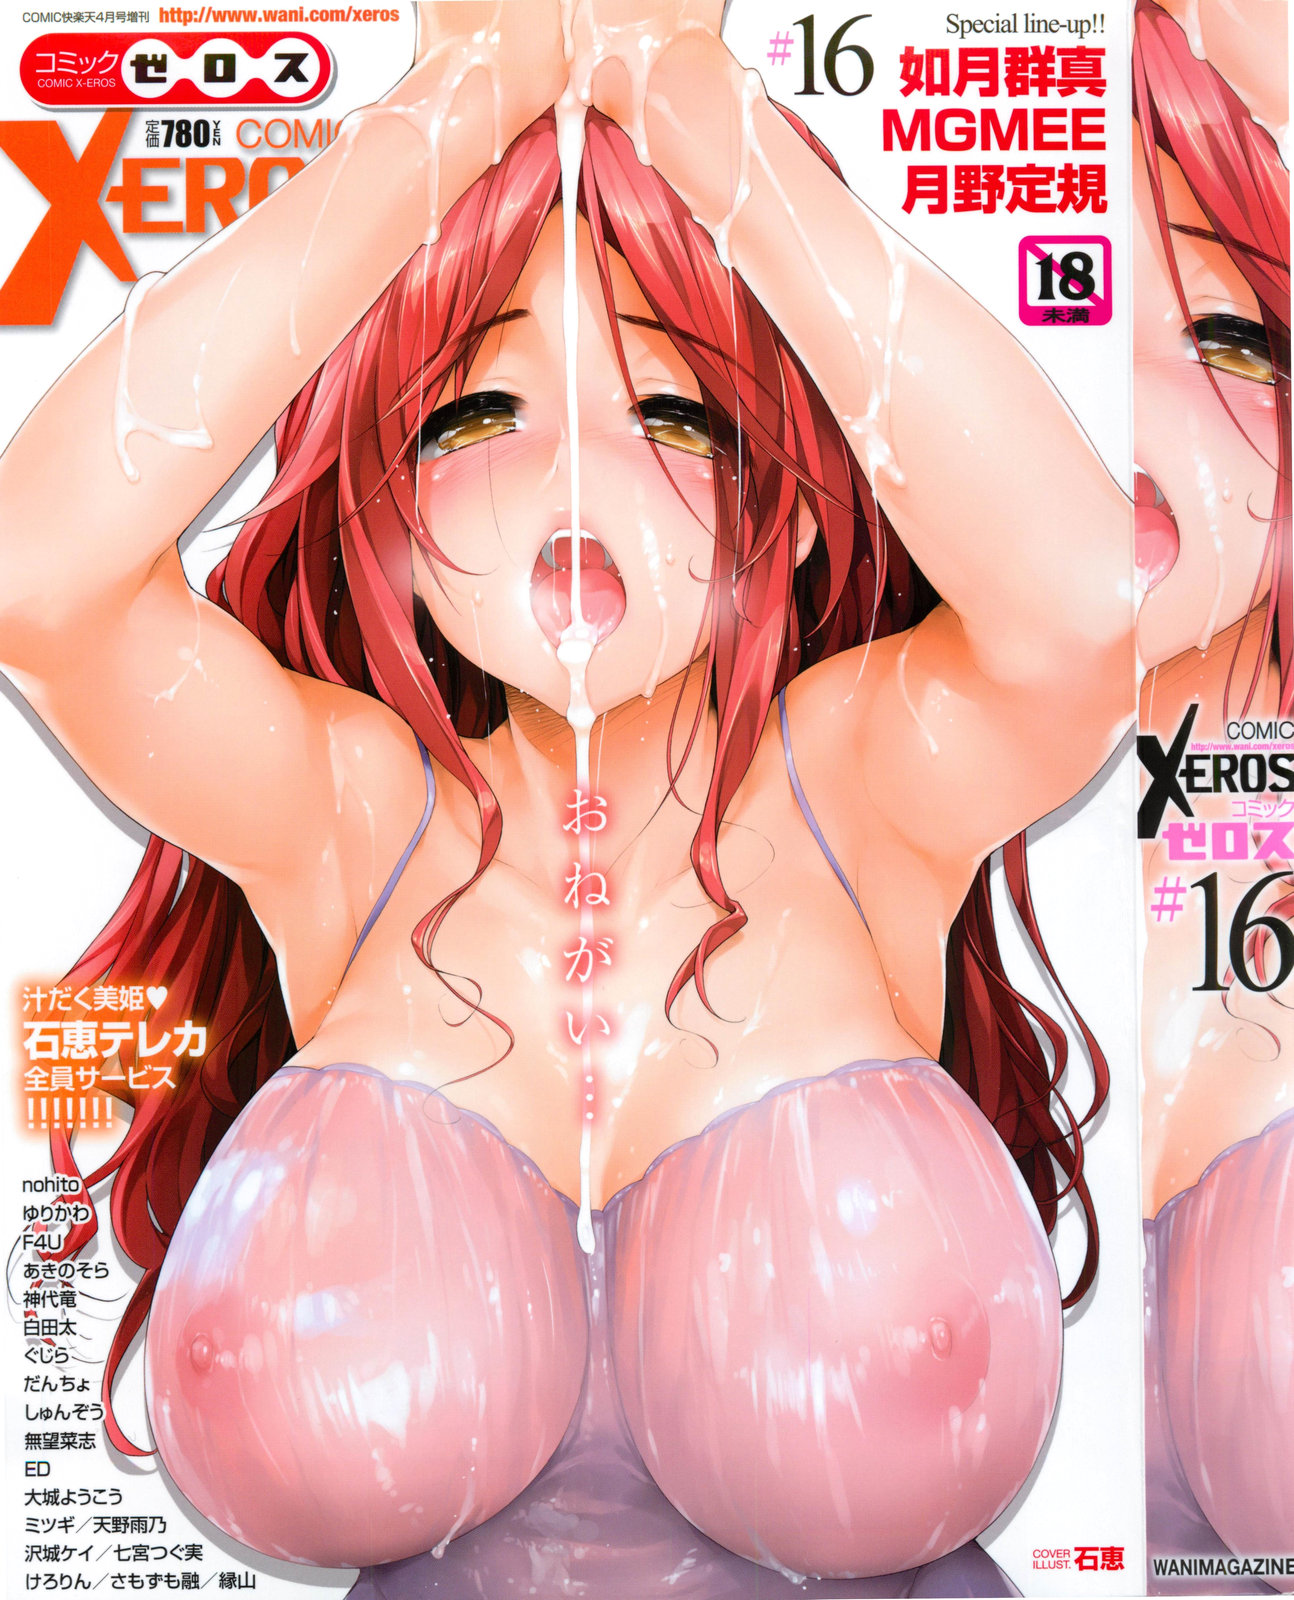 COMIC快楽天4月号増刊 http://www.wani.com/xeros
コミック ゼロス
COMIC X-EROS
定価780YEN
COMIC
X-EROS
#16
Special line-up!!
如月群真
MGMEE
月野定規
18
未満
おねがい…
汁だく美姫♥
石恵テレカ
全員サービス
!!!!!!!
nohito
ゆりかわ
F4U
あきのそら
神代竜
白田太
ぐじら
だんちょ
しゅんぞう
無望菜志
ED
大城ようこう
ミツギ／天野雨乃
沢城ケイ／七宮つぐ実
けろりん／さもずも融／縁山
COVER ILLUST. 石恵
COMIC
http://www.wani.com/xeros
X-EROS
コミック
ゼロス
#16
WANIMAGAZINE